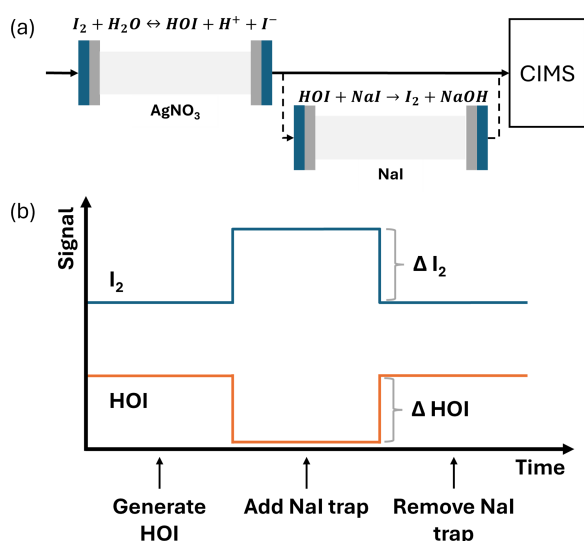 (a)
I₂ + H₂O ↔ HOI + H⁺ + I⁻
AgNO₃
HOI + NaI → I₂ + NaOH
NaI
CIMS
(b)
Signal
I₂
Δ I₂
HOI
Δ HOI
Time
Generate
HOI
Add NaI trap
Remove NaI
trap